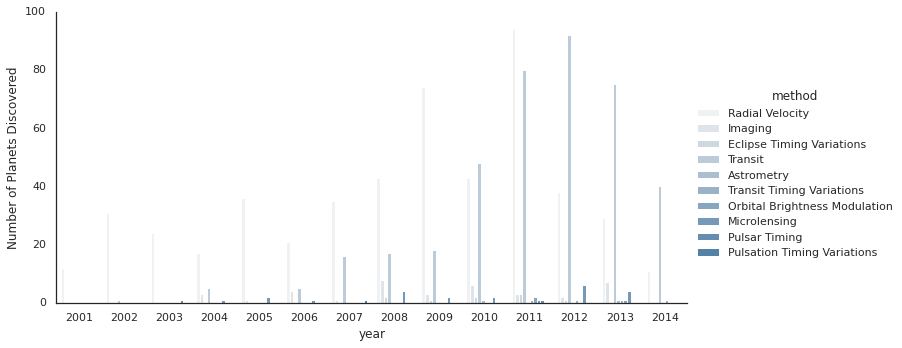 100
80
60
40
20
0
Number of Planets Discovered
2001 2002 2003 2004 2005 2006 2007 2008 2009 2010 2011 2012 2013 2014
year
method
Radial Velocity
Imaging
Eclipse Timing Variations
Transit
Astrometry
Transit Timing Variations
Orbital Brightness Modulation
Microlensing
Pulsar Timing
Pulsation Timing Variations